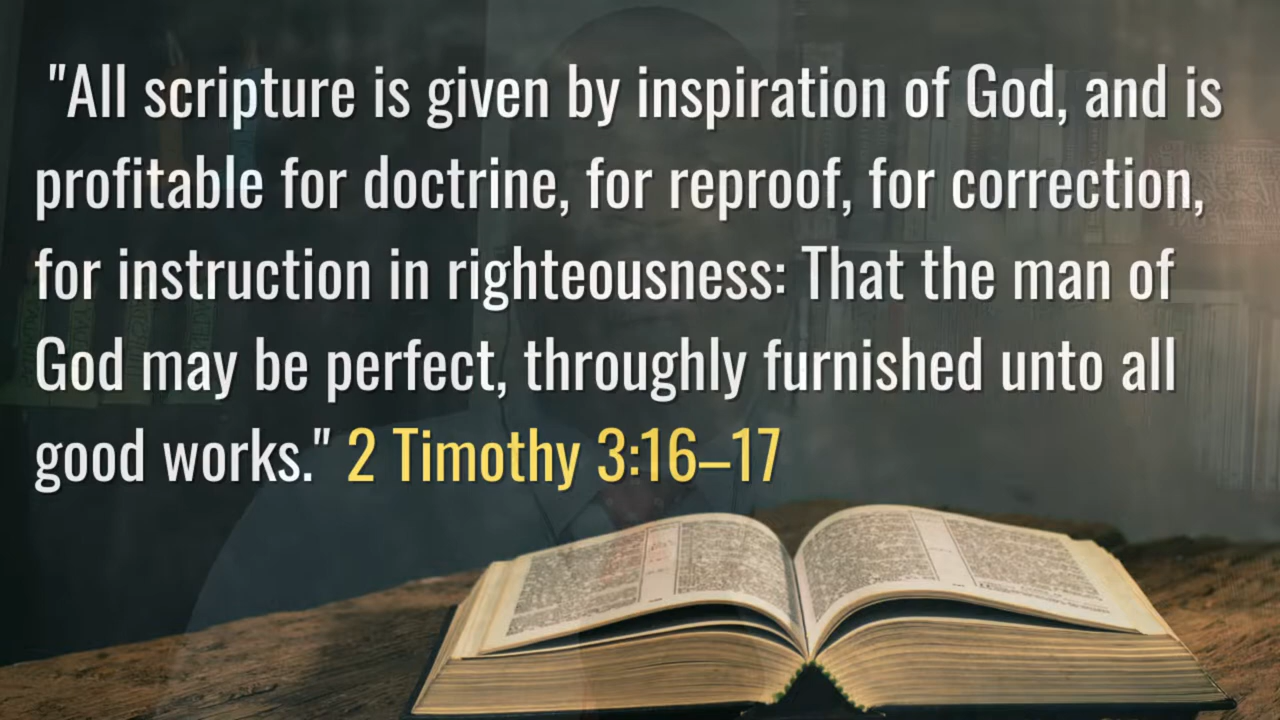 "All scripture is given by inspiration of God, and is
profitable for doctrine, for reproof, for correction,
for instruction in righteousness: That the man of
God may be perfect, throughly furnished unto all
good works." 2 Timothy 3:16–17